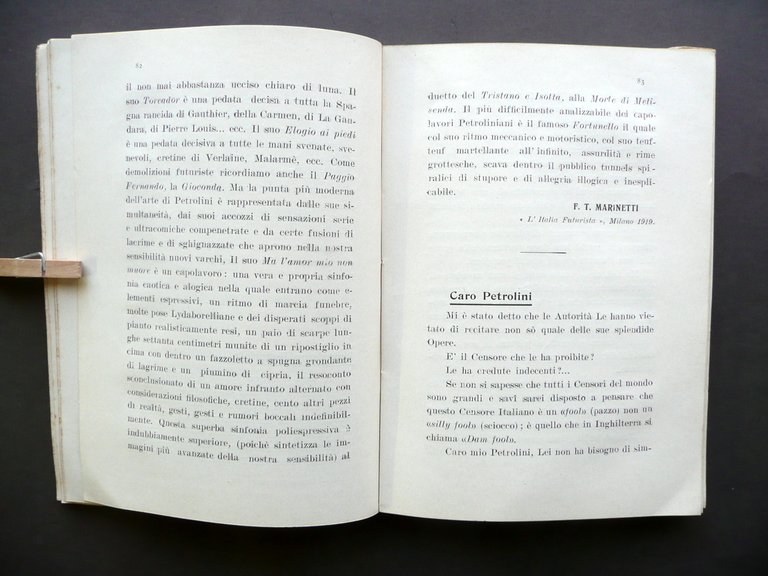 82
il non mai abbastanza ucciso chiaro di luna. Il
suo Toreador è una pedata decisa a tutta la Spa-
gna rancida di Gauthier, della Carmen, di La Gan-
dara, di Pierre Louis... ecc. Il suo Elogio ai piedi
è una pedata decisiva a tutte le mani svenate, sve-
nevoli, cretine di Verlaine, Malarmè, ecc. Come
demolizioni futuriste ricordiamo anche il Paggio
Fernando, la Gioconda. Ma la punta più moderna
dell'arte di Petrolini è rappresentata dalle sue si-
multaneità, dai suoi accozzi di sensazioni serie
e ultracomiche compenetrate e da certe fusioni di
lacrime e di sghignazzate che aprono nella nostra
sensibilità nuovi varchi, Il suo Ma l'amor mio non
muore è un capolavoro: una vera e propria sinfo-
nia caotica e alogica nella quale entrano come e-
lementi espressivi, un ritmo di marcia funebre,
molte pose Lydaborelliane e dei disperati scoppi di
pianto realisticamente resi, un paio di scarpe lun-
ghe settanta centimetri munite di un ripostiglio in
cima con dentro un fazzoletto a spugna grondante
di lagrime e un piumino di cipria, il resoconto
sconclusionato di un amore infranto alternato con
considerazioni filosofiche, cretine, cento altri pezzi
di realtà, gesti, gesti e rumori boccali indefinibil-
mente. Questa superba sinfonia poliespressiva è
indubbiamente superiore, (poichè sintetizza le im-
magini più avanzate della nostra sensibilità) al
83
duetto del Tristano e Isotta, alla Morte di Meli-
senda. Il più difficilmente analizzabile dei capo-
lavori Petroliniani è il famoso Fortunello il quale
col suo ritmo meccanico e motoristico, col suo teuf-
teuf martellante all'infinito, assurdità e rime
grottesche, scava dentro il pubblico tunnels spi-
ralici di stupore e di allegria illogica e inespli-
cabile.
F. T. MARINETTI
« L' Italia Futurista », Milano 1919.
Caro Petrolini
Mi è stato detto che le Autorità Le hanno vie-
tato di recitare non sò quale delle sue splendide
Opere.
E' il Censore che le ha proibite?
Le ha credute indecenti?...
Se non si sapesse che tutti i Censori del mondo
sono grandi e savi sarei disposto a pensare che
questo Censore Italiano è un afoolo (pazzo) non un
«silly foolo» (sciocco); è quello che in Inghilterra si
chiama «Dam foolo.
Caro mio Petrolini, Lei non ha bisogno di sim-